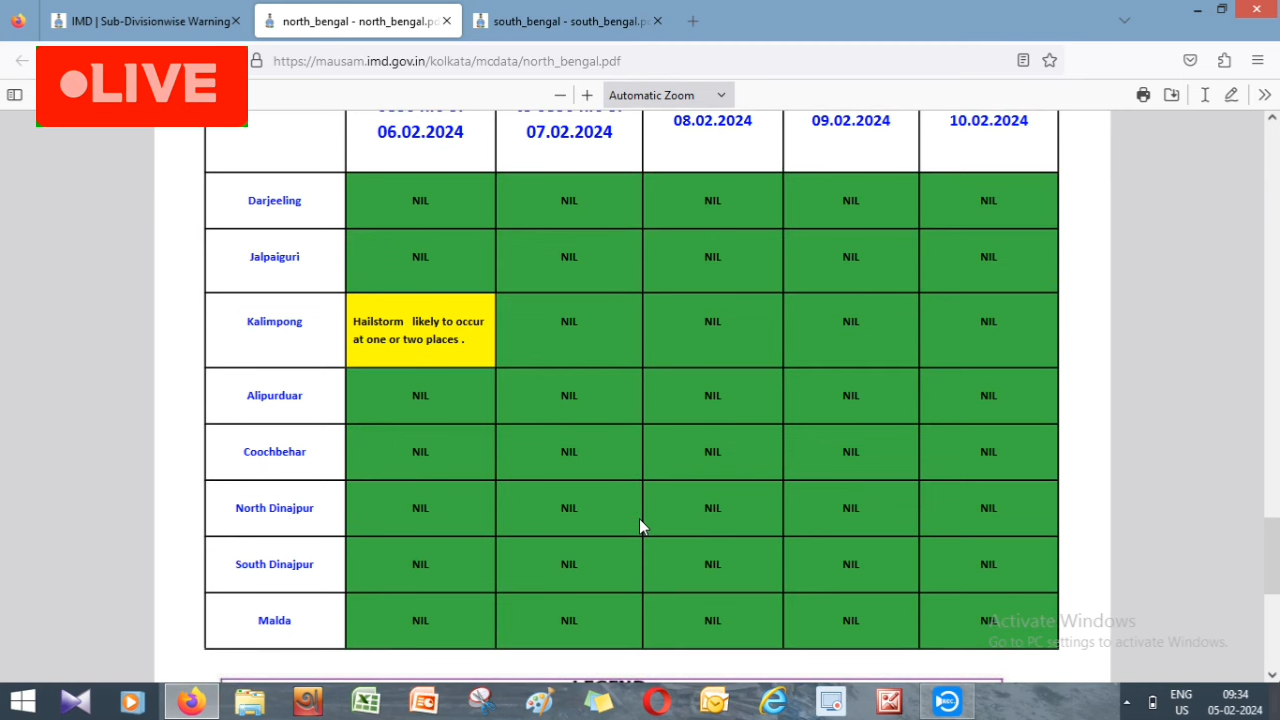 IMD | Sub-Divisionwise Warning
north_bengal - north_bengal.pd
south_bengal - south_bengal.p
LIVE
https://mausam.imd.gov.in/kolkata/mcdata/north_bengal.pdf
Automatic Zoom
06.02.2024 07.02.2024 08.02.2024 09.02.2024 10.02.2024
Darjeeling NIL NIL NIL NIL NIL
Jalpaiguri NIL NIL NIL NIL NIL
Kalimpong Hailstorm likely to occur NIL NIL NIL NIL
at one or two places .
Alipurduar NIL NIL NIL NIL NIL
Coochbehar NIL NIL NIL NIL NIL
North Dinajpur NIL NIL NIL NIL NIL
South Dinajpur NIL NIL NIL NIL NIL
Malda NIL NIL NIL NIL NIL
Activate Windows
Go to PC settings to activate Windows.
LEGEND
REC
ENG 09:34
US 05-02-2024